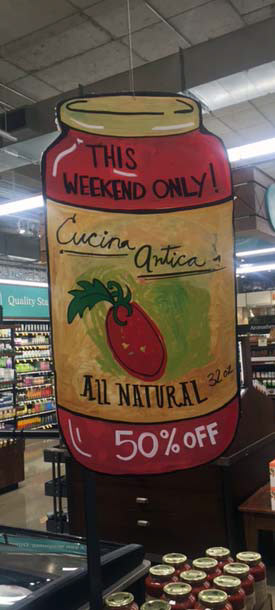 THIS
WEEKEND ONLY!
Cucina
Antica
ALL NATURAL 32 oz
50% OFF
Quality Sta